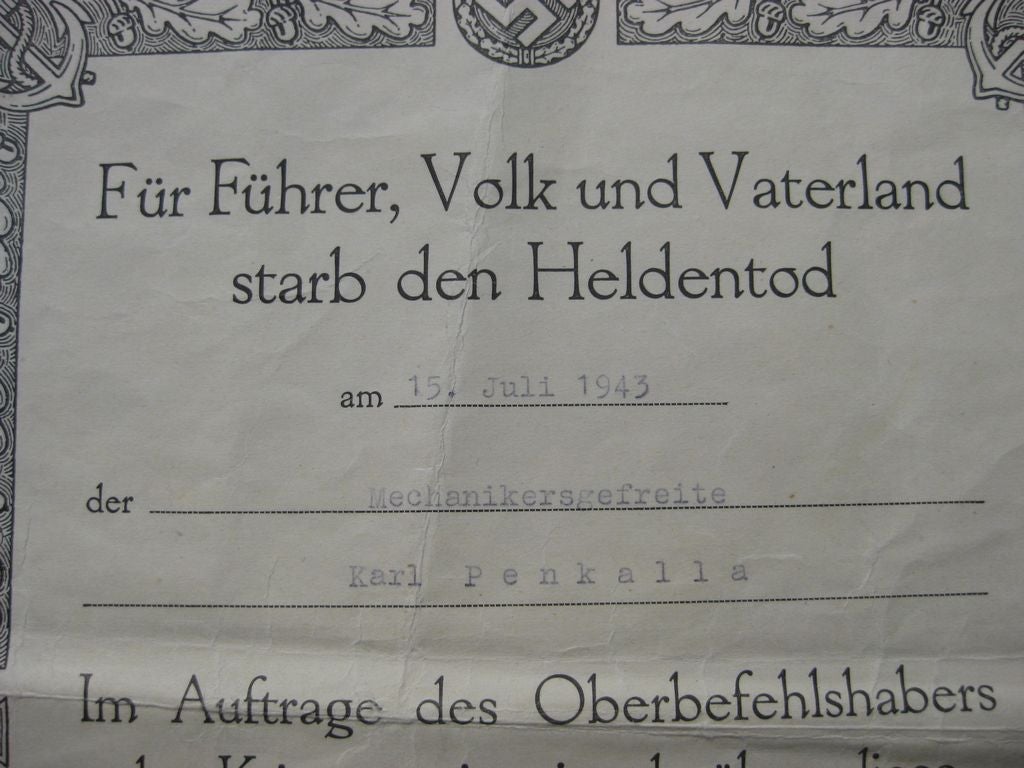 Für Führer, Volk und Vaterland
starb den Heldentod
am 15. Juli 1943
der Mechanikersgefreite
Karl Penkalla
Im Auftrage des Oberbefehlshabers